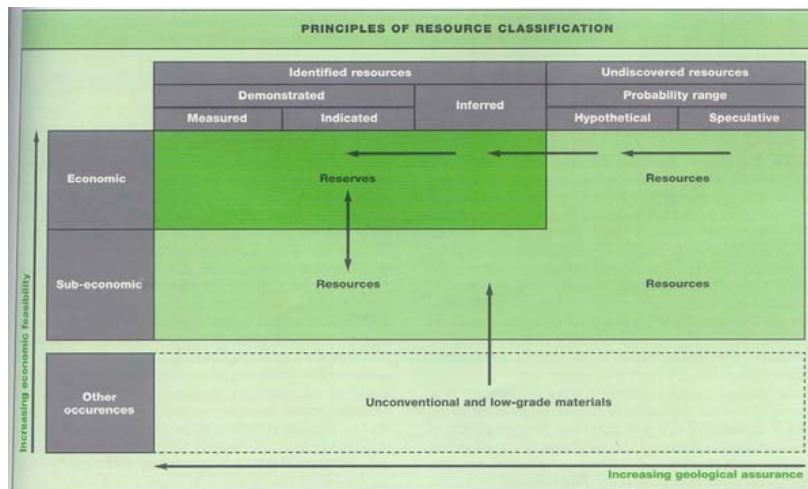 PRINCIPLES OF RESOURCE CLASSIFICATION
Identified resources
Undiscovered resources
Demonstrated
Inferred
Probability range
Measured
Indicated
Hypothetical
Speculative
Economic
Reserves
Resources
Sub-economic
Resources
Resources
Other
occurences
Unconventional and low-grade materials
Increasing economic feasibility
Increasing geological assurance